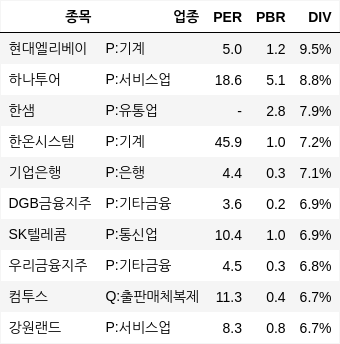 종목 업종 PER PBR DIV
현대엘리베이 P:기계 5.0 1.2 9.5%
하나투어 P:서비스업 18.6 5.1 8.8%
한샘 P:유통업 - 2.8 7.9%
한온시스템 P:기계 45.9 1.0 7.2%
기업은행 P:은행 4.4 0.3 7.1%
DGB금융지주 P:기타금융 3.6 0.2 6.9%
SK텔레콤 P:통신업 10.4 1.0 6.9%
우리금융지주 P:기타금융 4.5 0.3 6.8%
컴투스 Q:출판매체복제 11.3 0.4 6.7%
강원랜드 P:서비스업 8.3 0.8 6.7%